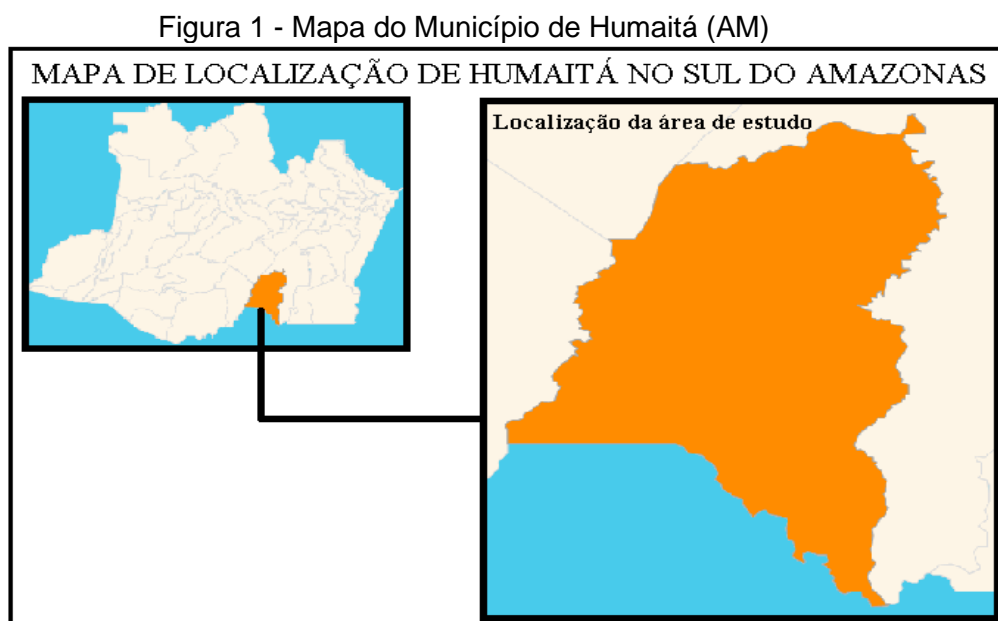 Figura 1 - Mapa do Município de Humaitá (AM)
MAPA DE LOCALIZAÇÃO DE HUMAITÁ NO SUL DO AMAZONAS
Localização da área de estudo